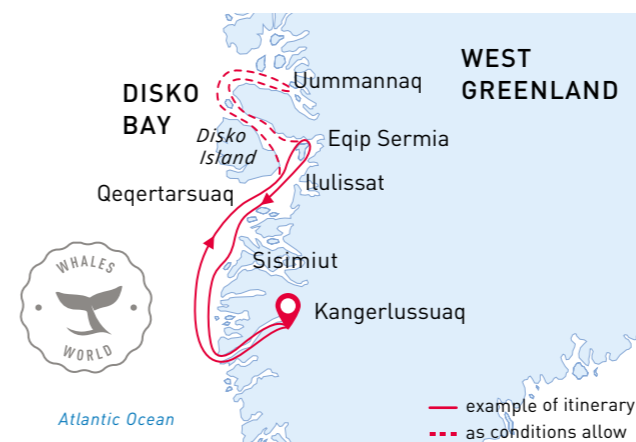 WEST
GREENLAND
Uummannaq
DISKO
BAY
Disko
Island
Eqip Sermia
Ilulissat
Qeqertarsuaq
WHALES
WORLD
Sisimiut
Kangerlussuaq
Atlantic Ocean
example of itinerary
as conditions allow